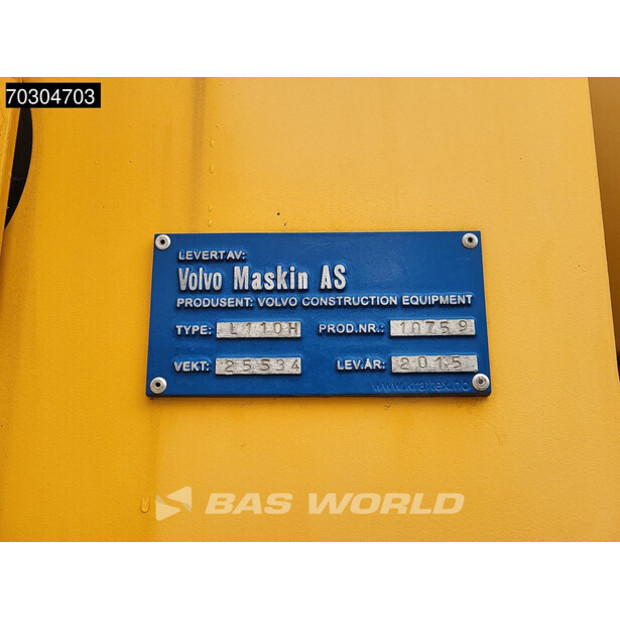 70304703
LEVERT AV:
Volvo Maskin AS
PRODUSENT: VOLVO CONSTRUCTION EQUIPMENT
TYPE: L110H PROD.NR.: 10759
VEKT: 25534 LEV.ÅR: 2015
www.kraftex.no
BAS WORLD